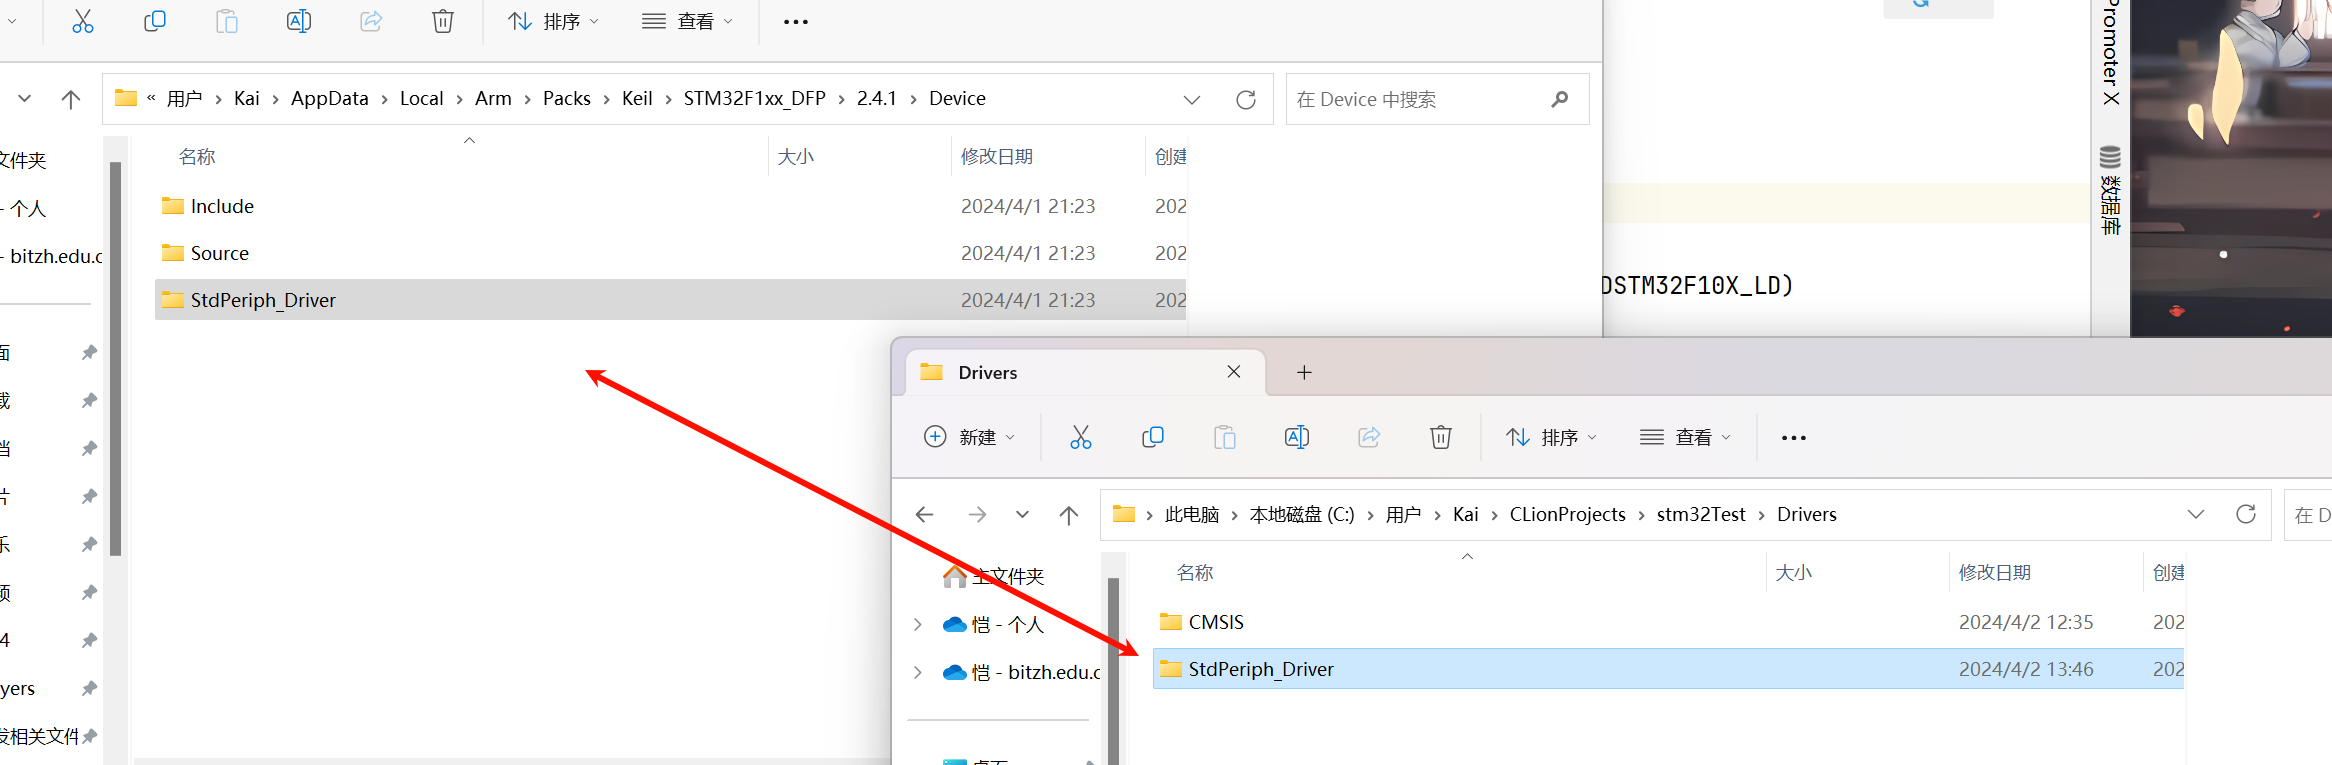 排序
查看
« 用户 › Kai › AppData › Local › Arm › Packs › Keil › STM32F1xx_DFP › 2.4.1 › Device
在 Device 中搜索
名称
大小
修改日期
创建
文件夹
- 个人
- bitzh.edu.c
Include
2024/4/1 21:23
202
Source
2024/4/1 21:23
202
StdPeriph_Driver
2024/4/1 21:23
202
面
载
档
片
乐
频
4
yers
发相关文件
DSTM32F10X_LD)
Promoter X
数据库
Drivers
新建
排序
查看
› 此电脑 › 本地磁盘 (C:) › 用户 › Kai › CLionProjects › stm32Test › Drivers
在 D
名称
大小
修改日期
创建
主文件夹
恺 - 个人
恺 - bitzh.edu.c
CMSIS
2024/4/2 12:35
202
StdPeriph_Driver
2024/4/2 13:46
202
桌面